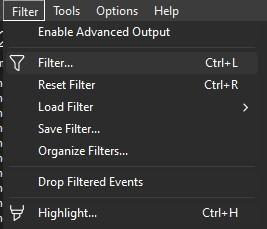 Filter Tools Options Help
Enable Advanced Output
Filter... Ctrl+L
Reset Filter Ctrl+R
Load Filter
Save Filter...
Organize Filters...
Drop Filtered Events
Highlight... Ctrl+H